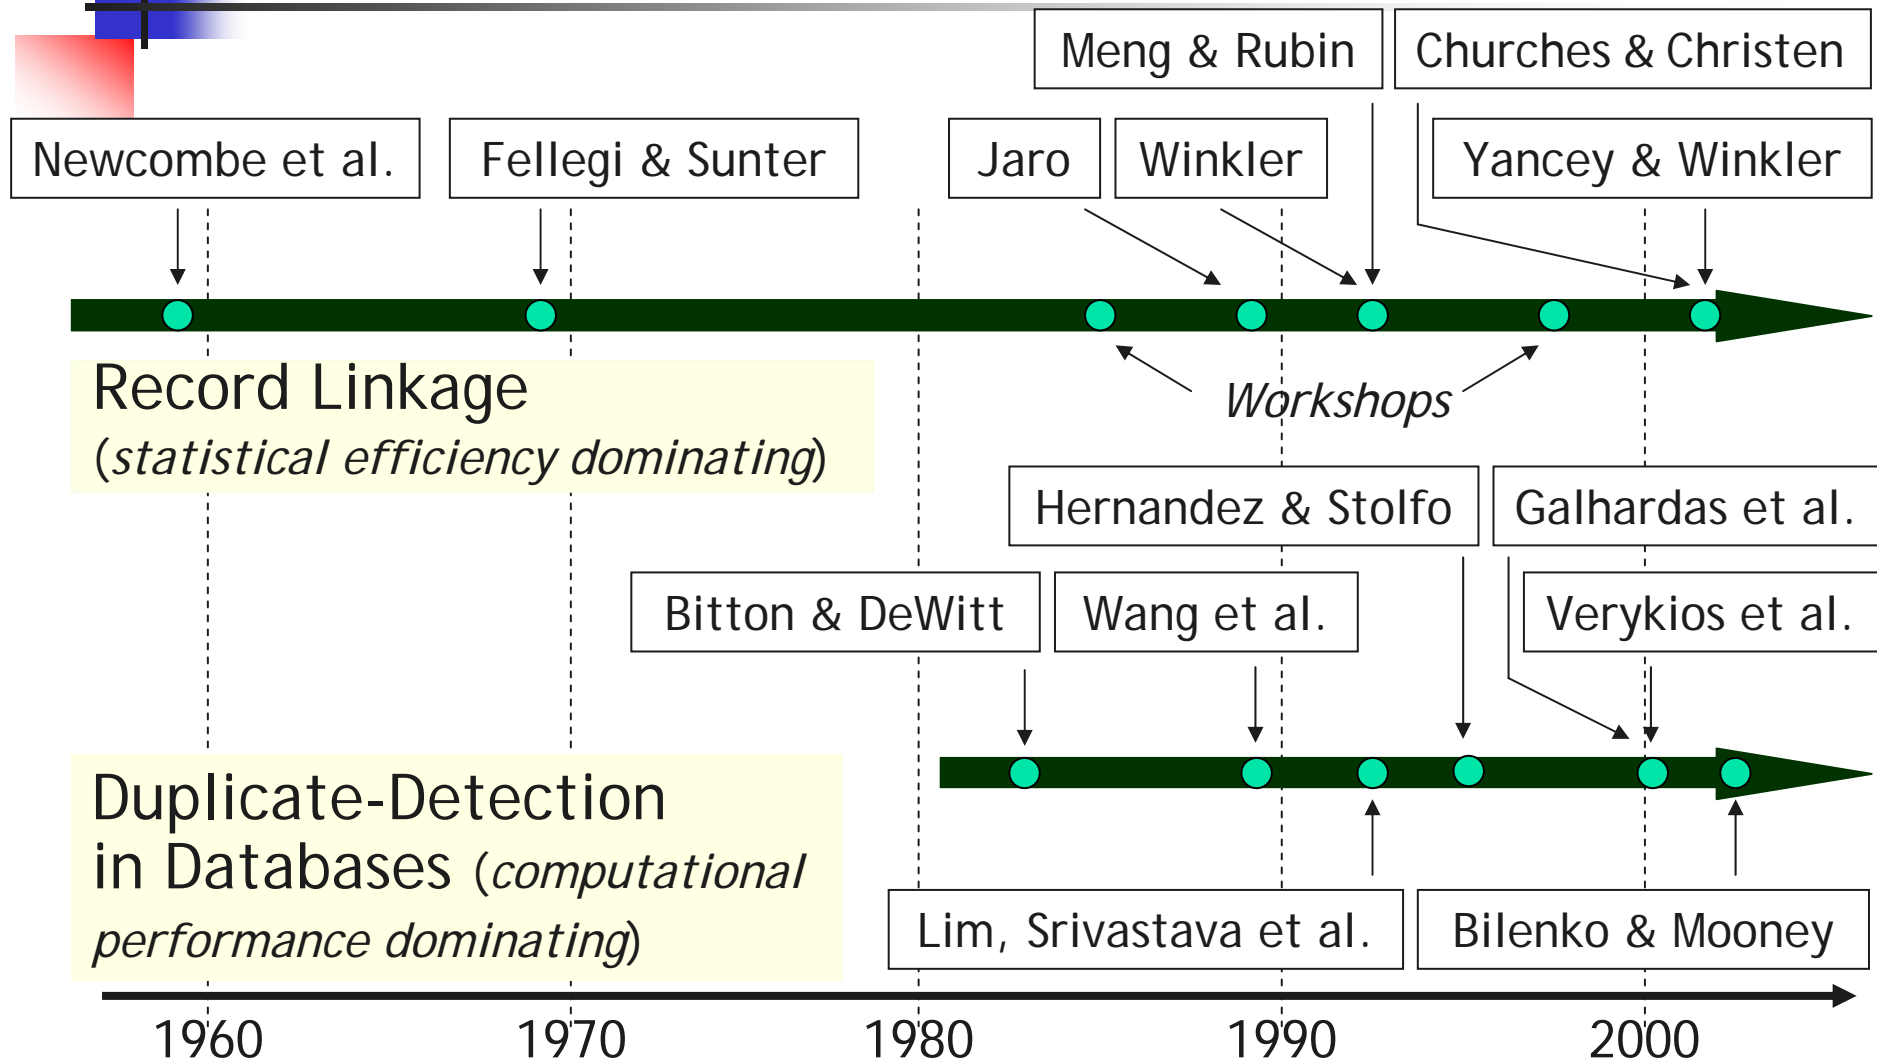 Meng & Rubin
Churches & Christen
Newcombe et al.
Fellegi & Sunter
Jaro
Winkler
Yancey & Winkler
Record Linkage
(statistical efficiency dominating)
Workshops
Hernandez & Stolfo
Galhardas et al.
Bitton & DeWitt
Wang et al.
Verykios et al.
Duplicate-Detection
in Databases (computational
performance dominating)
Lim, Srivastava et al.
Bilenko & Mooney
1960
1970
1980
1990
2000